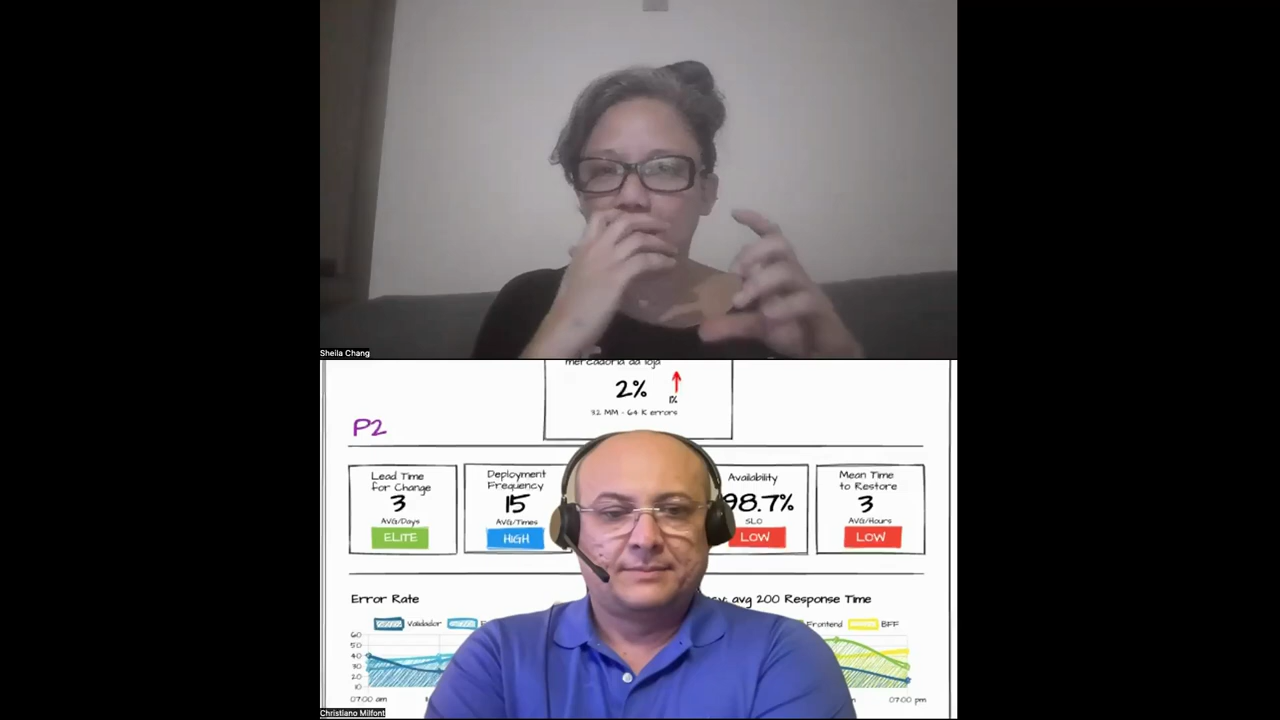 Sheila Chang
mercadoria da loja
2%
1%
3.2 MM - 64 K errors
P2
Lead Time
for Change
3
AVG/Days
ELITE
Deployment
Frequency
15
AVG/Times
HIGH
Availability
98.7%
SLO
LOW
Mean Time
to Restore
3
AVG/Hours
LOW
Error Rate
Validador
60
50
40
30
20
10
07:00 am
avg 200 Response Time
Frontend
BFF
07:00 pm
Christiano Milfont